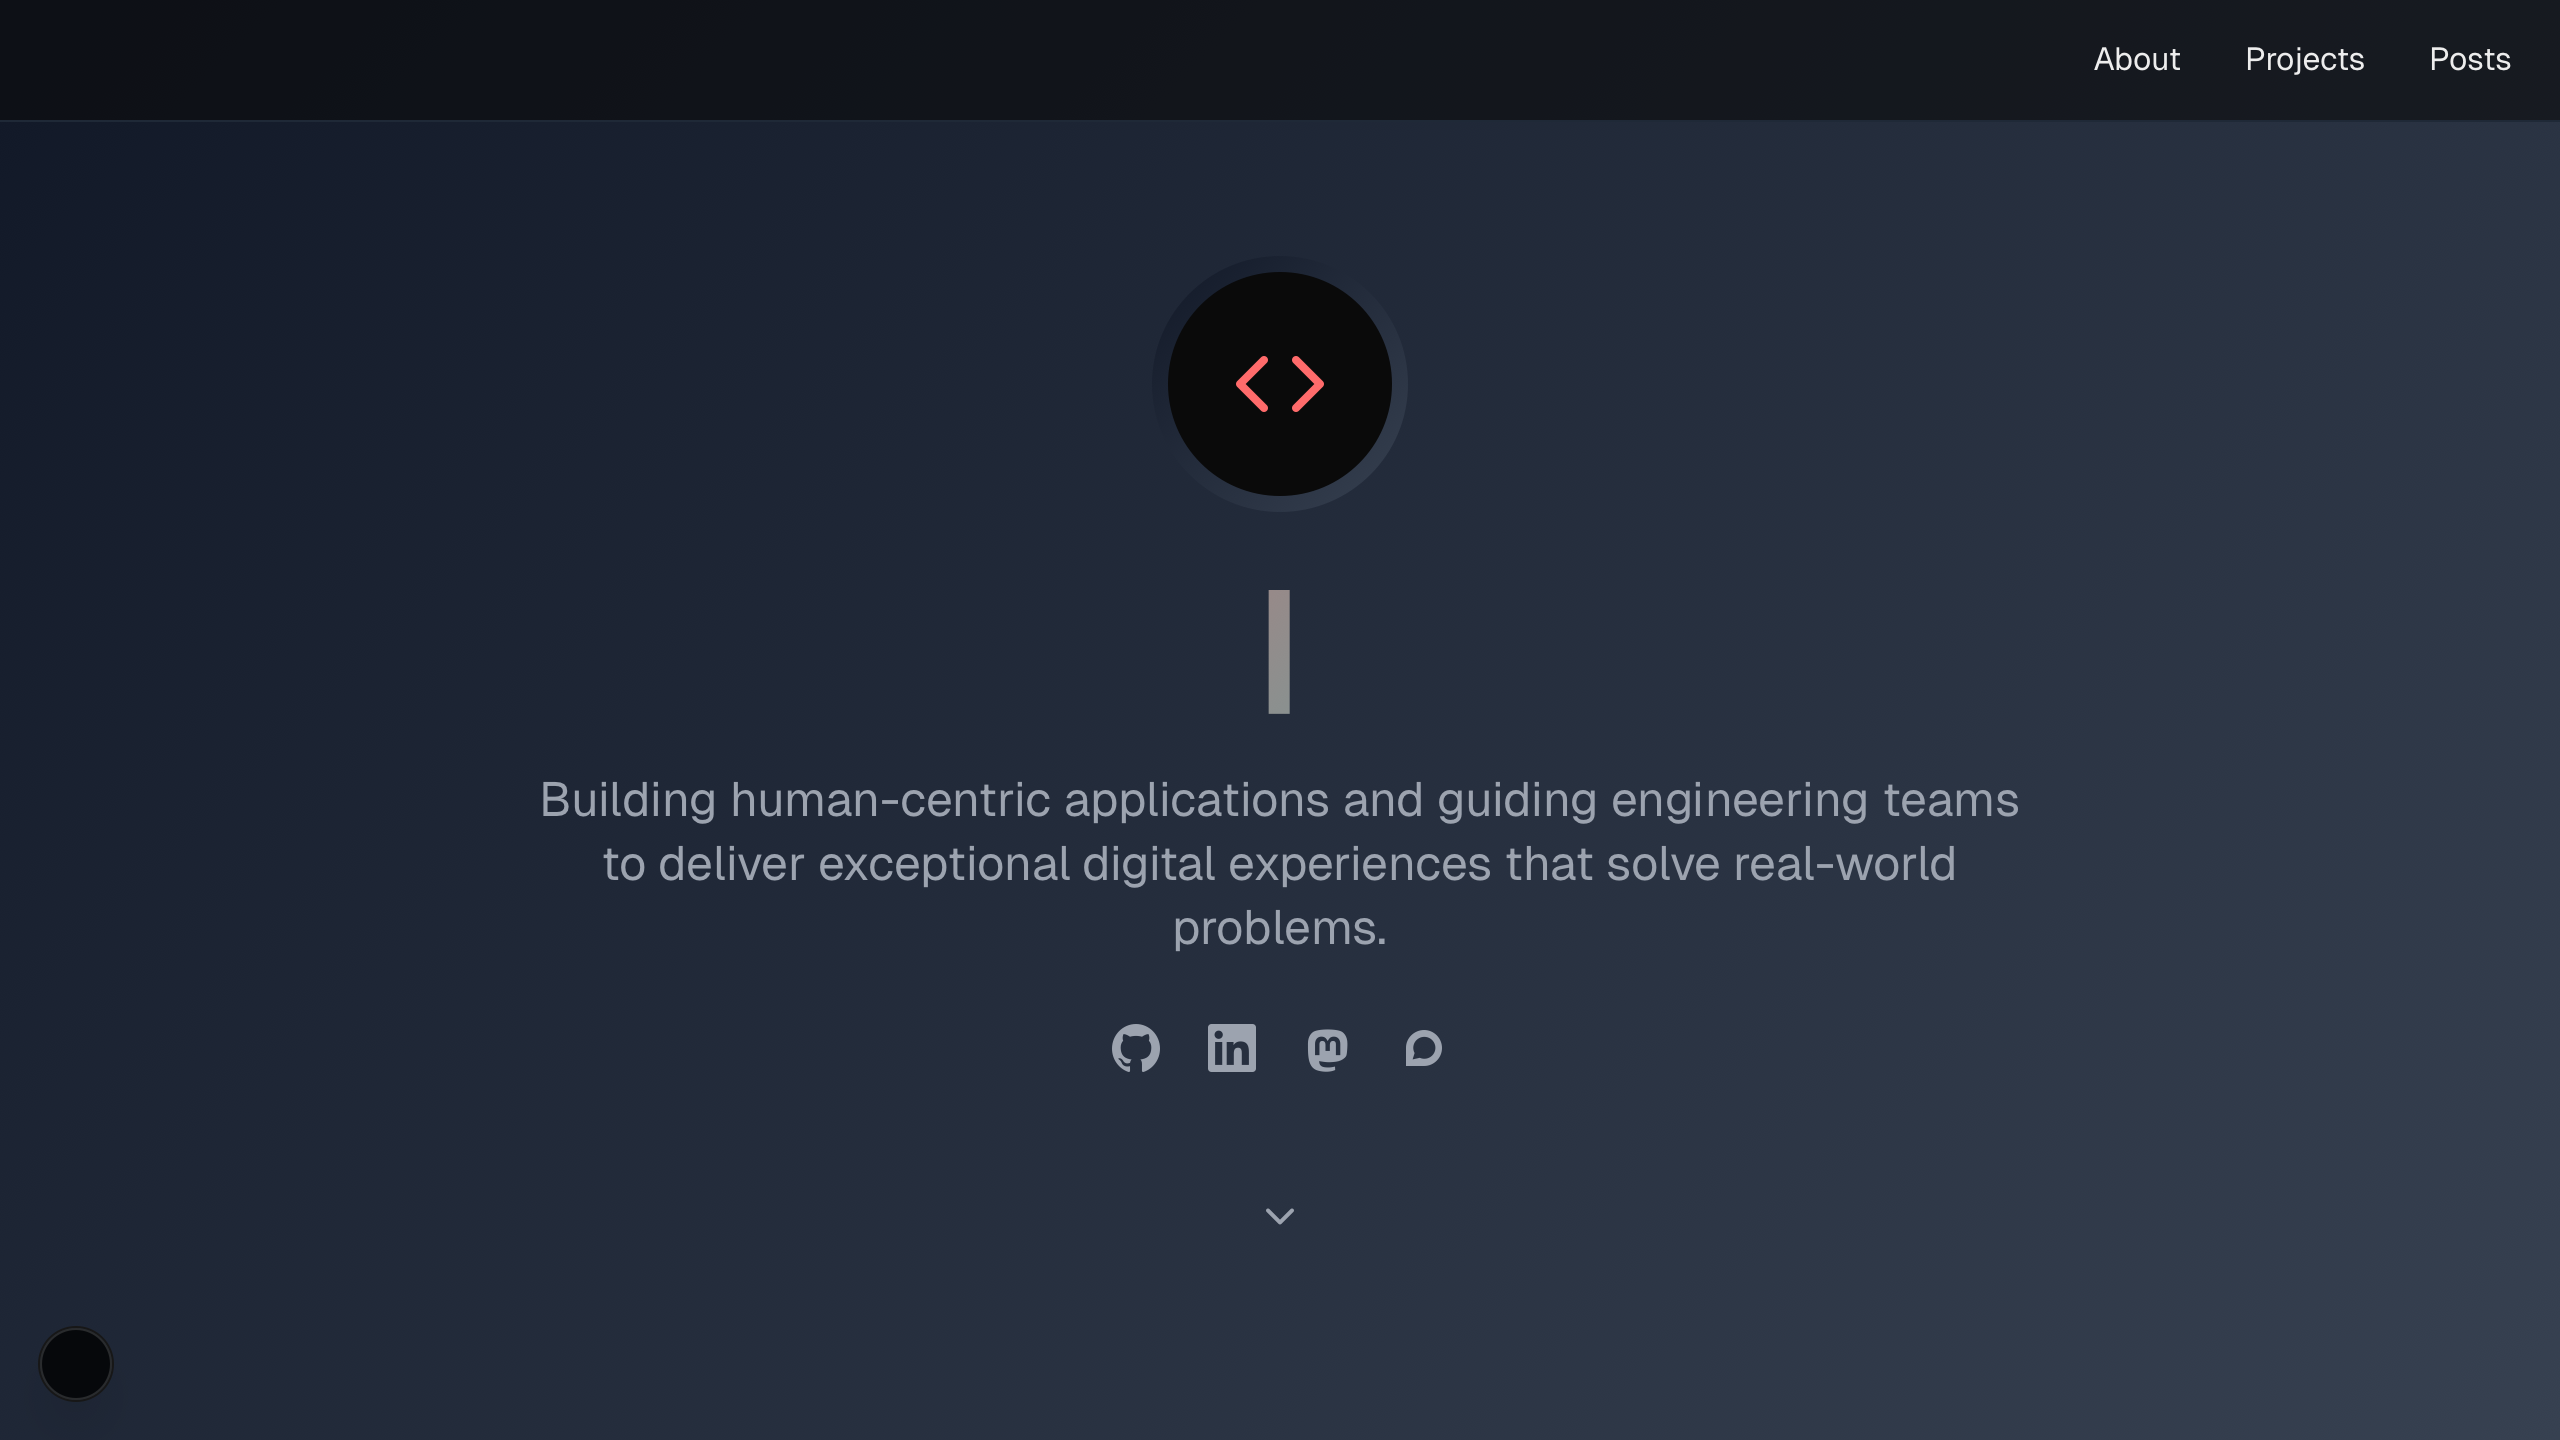 About Projects Posts
Building human-centric applications and guiding engineering teams
to deliver exceptional digital experiences that solve real-world
problems.